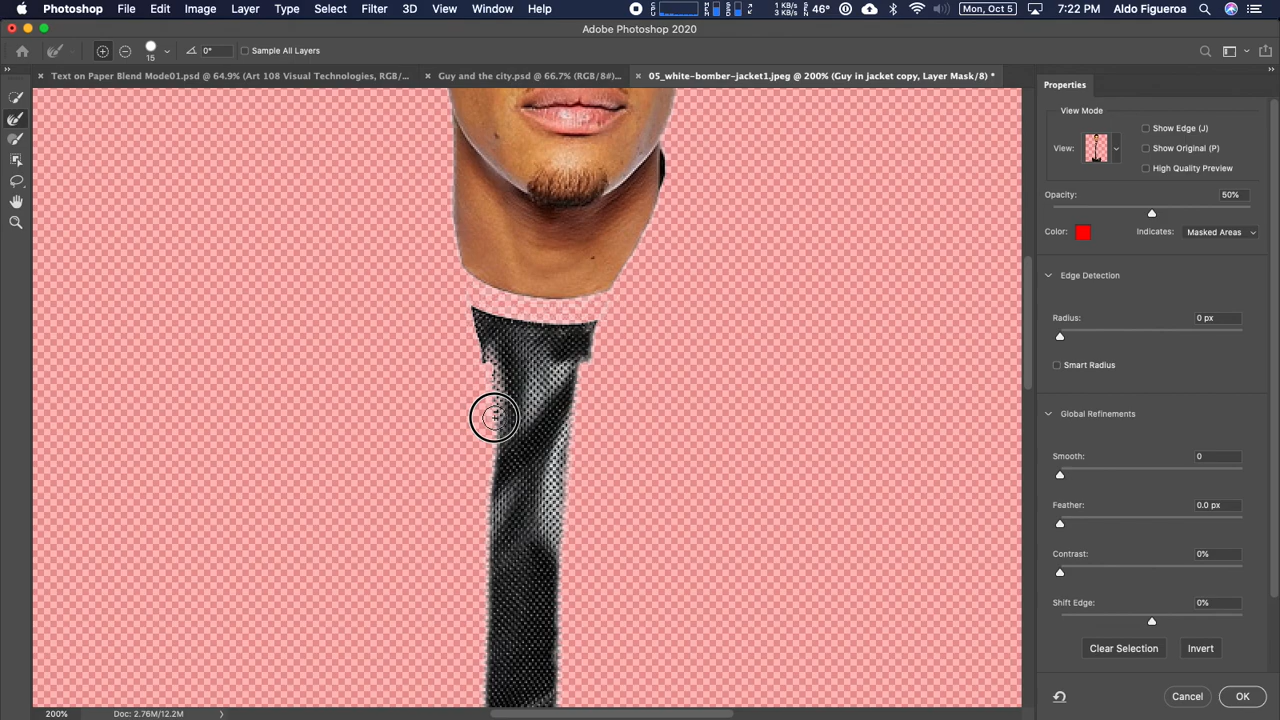 Photoshop File Edit Image Layer Type Select Filter 3D View Window Help 1 KB/s 3 KB/s 46° Mon, Oct 5 7:22 PM Aldo Figueroa
Adobe Photoshop 2020
15 0° Sample All Layers
Text on Paper Blend Mode01.psd @ 64.9% (Art 108 Visual Technologies, RGB/... Guy and the city.psd @ 66.7% (RGB/8#)... 05_white-bomber-jacket1.jpeg @ 200% (Guy in jacket copy, Layer Mask/8) *
Properties
View Mode
View:
Show Edge (J)
Show Original (P)
High Quality Preview
Opacity: 50%
Color: Indicates: Masked Areas
Edge Detection
Radius: 0 px
Smart Radius
Global Refinements
Smooth: 0
Feather: 0.0 px
Contrast: 0%
Shift Edge: 0%
Clear Selection Invert
Cancel OK
200% Doc: 2.76M/12.2M